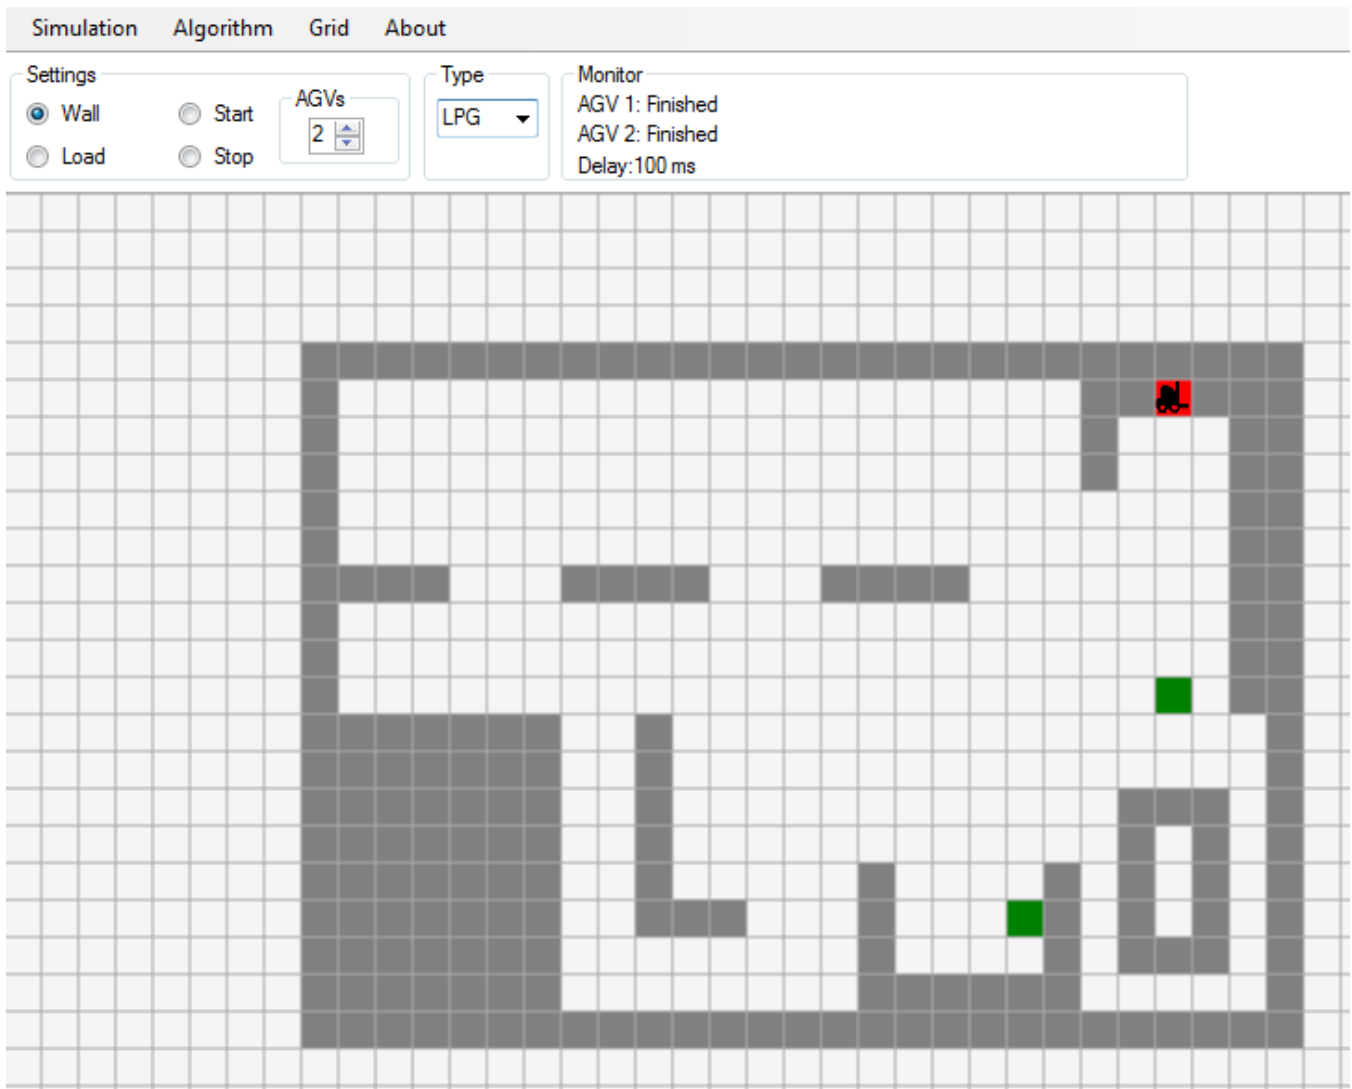 Simulation Algorithm Grid About
Settings
Wall
Start
Load
Stop
AGVs
2
Type
LPG
Monitor
AGV 1: Finished
AGV 2: Finished
Delay:100 ms